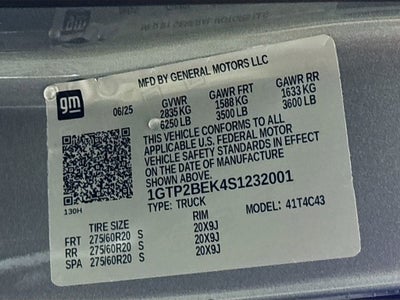 MFD BY GENERAL MOTORS LLC
gm
06/25
GVWR GAWR FRT GAWR RR
2835 KG 1588 KG 1633 KG
6250 LB 3500 LB 3600 LB
THIS VEHICLE CONFORMS TO ALL
APPLICABLE U.S. FEDERAL MOTOR
VEHICLE SAFETY STANDARDS IN EFFECT
ON THE DATE OF MANUFACTURE SHOWN
ABOVE.
1GTP2BEK4S1232001
TYPE: TRUCK MODEL: 41T4C43
130H
TIRE SIZE RIM
FRT 275/60R20 S 20X9J
RR 275/60R20 S 20X9J
SPA 275/60R20 S 20X9J